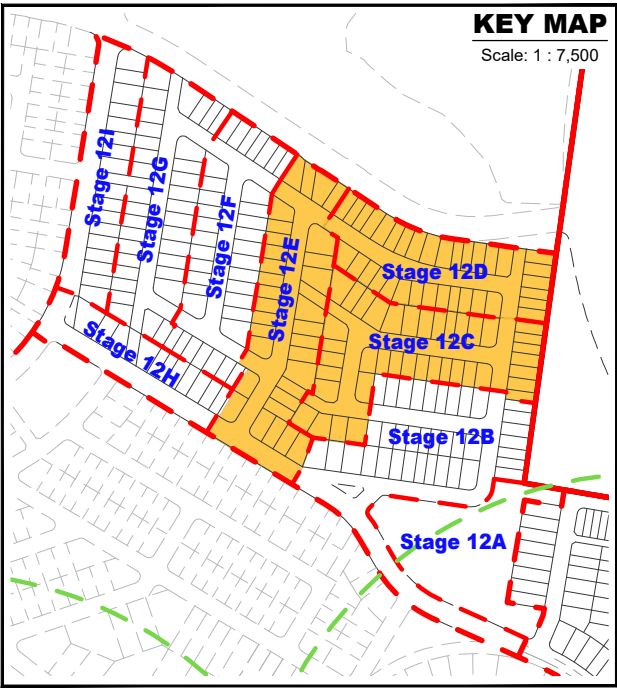 KEY MAP
Scale: 1 : 7,500
Stage 12I
Stage 12G
Stage 12F
Stage 12E
Stage 12D
Stage 12C
Stage 12H
Stage 12B
Stage 12A